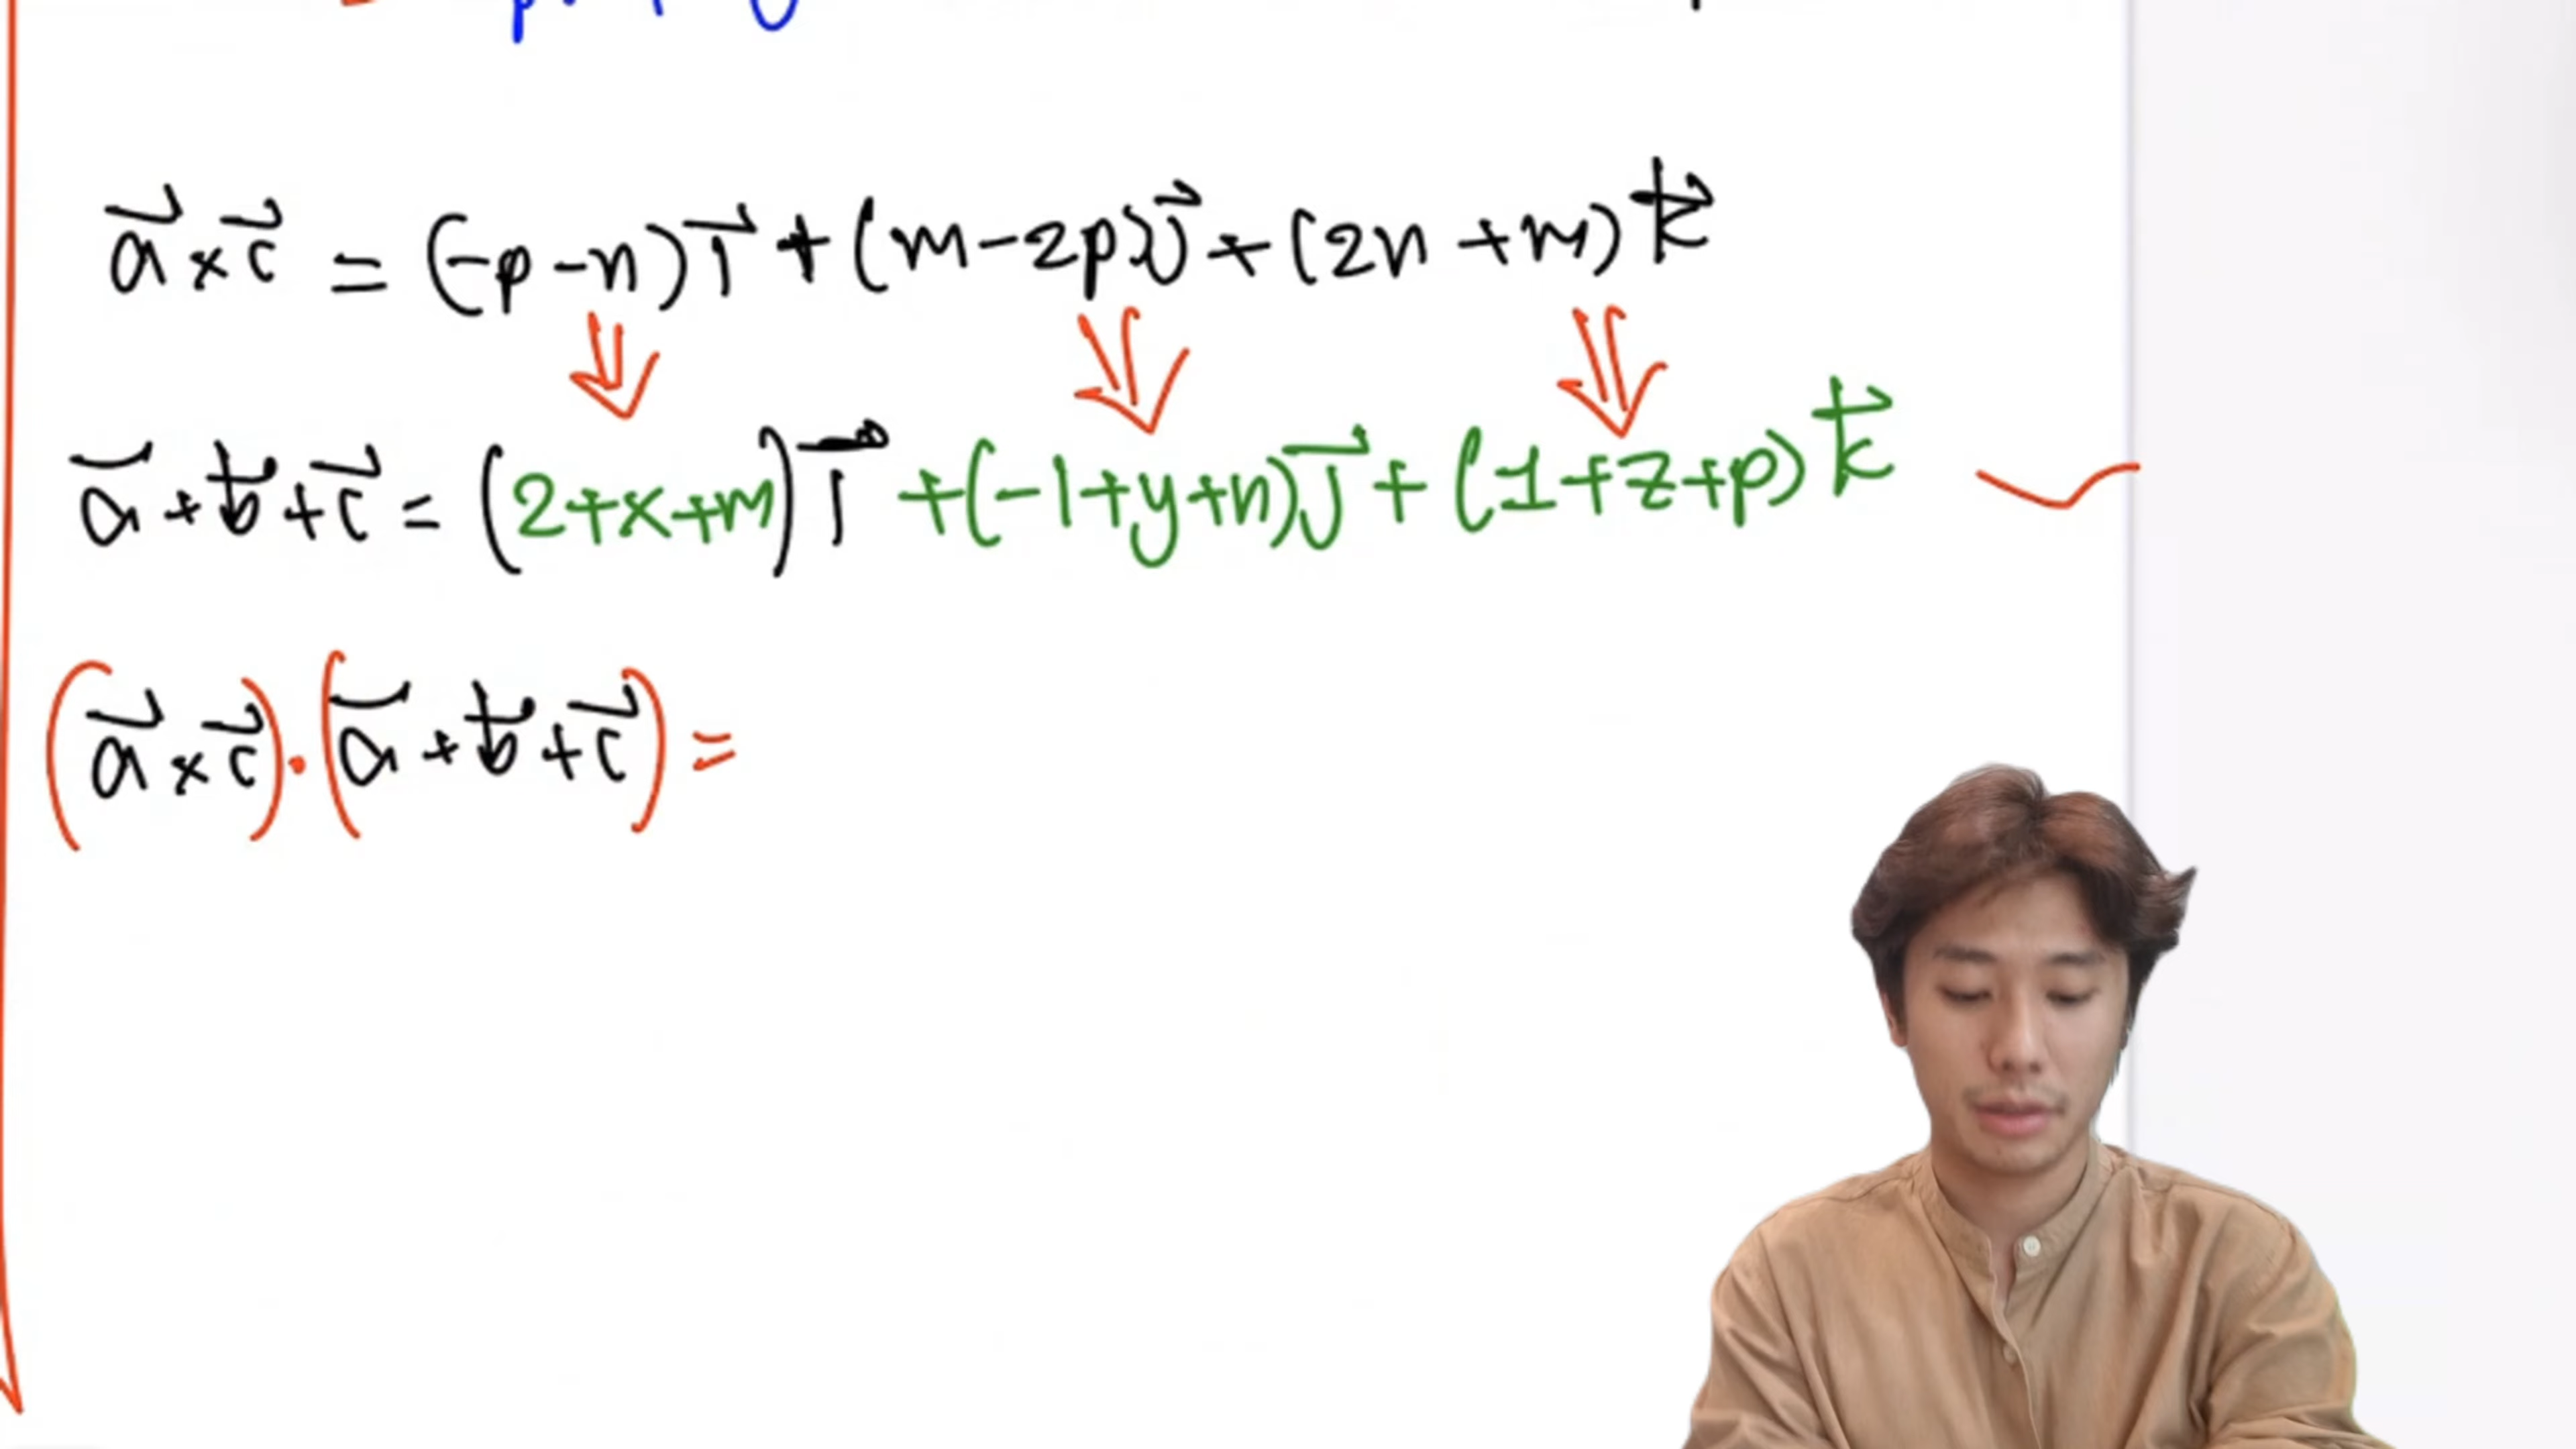 a⃗ × c⃗ = (-p - n) i⃗ + (m - 2p) j⃗ + (2n + m) k⃗
a⃗ + b⃗ + c⃗ = (2 + x + m) i⃗ + (-1 + y + n) j⃗ + (1 + z + p) k⃗
(a⃗ × c⃗) · (a⃗ + b⃗ + c⃗) =